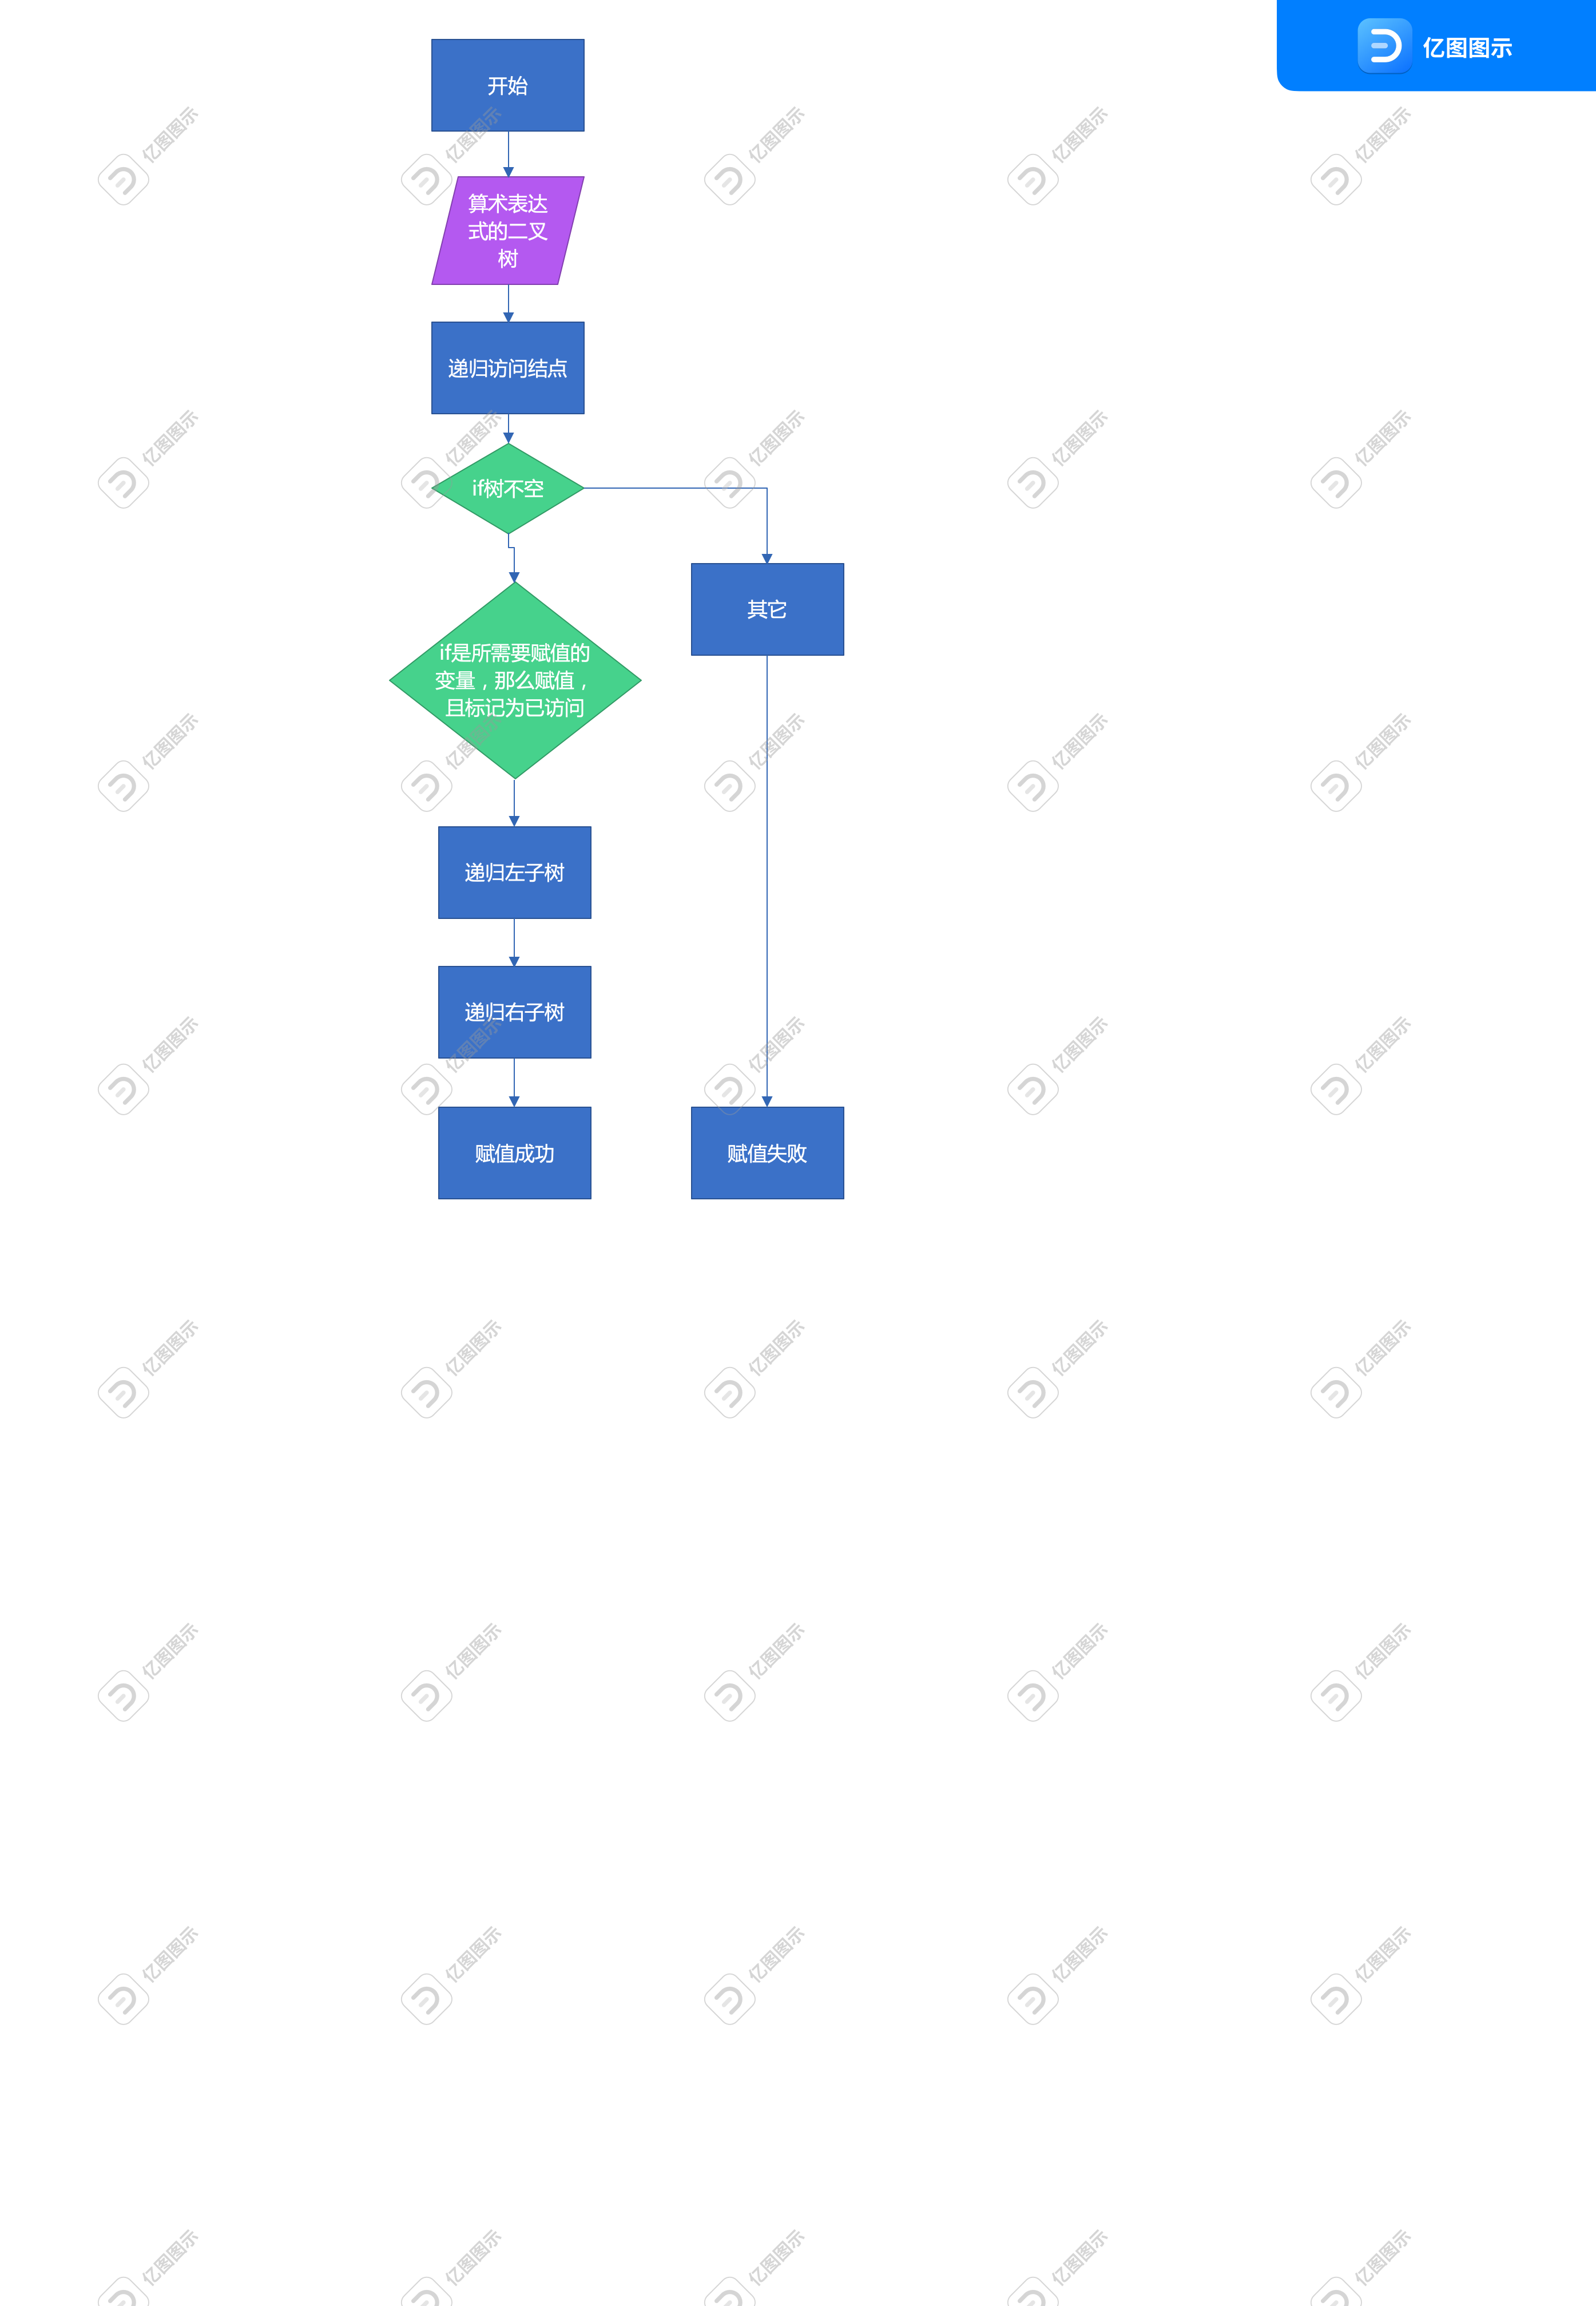 亿图图示
开始
算术表达
式的二叉
树
递归访问结点
if树不空
其它
if是所需要赋值的
变量，那么赋值，
且标记为已访问
递归左子树
递归右子树
赋值成功
赋值失败